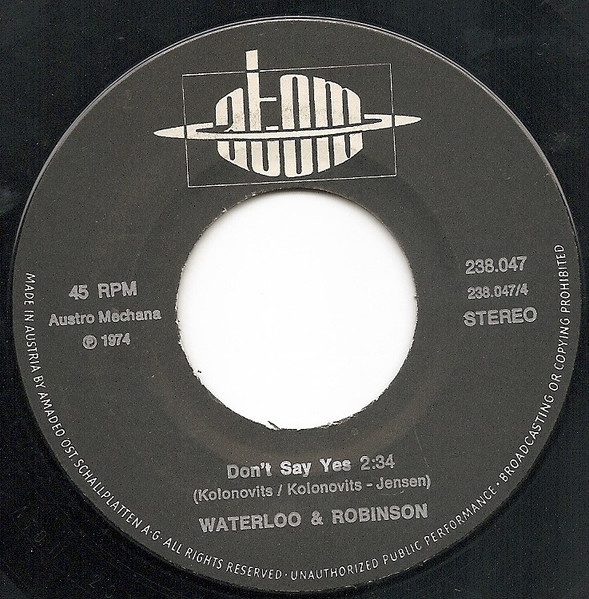 atom
45 RPM
Austro Mechana
℗ 1974
238.047
238.047/4
STEREO
Don't Say Yes 2:34
(Kolonovits / Kolonovits - Jensen)
WATERLOO & ROBINSON
MADE IN AUSTRIA BY AMADEO OST. SCHALLPLATTEN A·G · ALL RIGHTS RESERVED · UNAUTHORIZED PUBLIC PERFORMANCE · BROADCASTING OR COPYING PROHIBITED